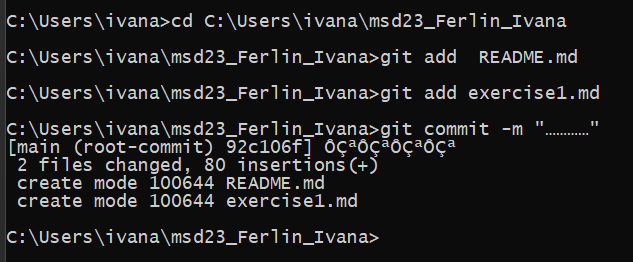 C:\Users\ivana>cd C:\Users\ivana\msd23_Ferlin_Ivana
C:\Users\ivana\msd23_Ferlin_Ivana>git add  README.md
C:\Users\ivana\msd23_Ferlin_Ivana>git add exercise1.md
C:\Users\ivana\msd23_Ferlin_Ivana>git commit -m "…………"
[main (root-commit) 92c106f] ÔÇªÔÇªÔÇªÔǪ
 2 files changed, 80 insertions(+)
 create mode 100644 README.md
 create mode 100644 exercise1.md
C:\Users\ivana\msd23_Ferlin_Ivana>